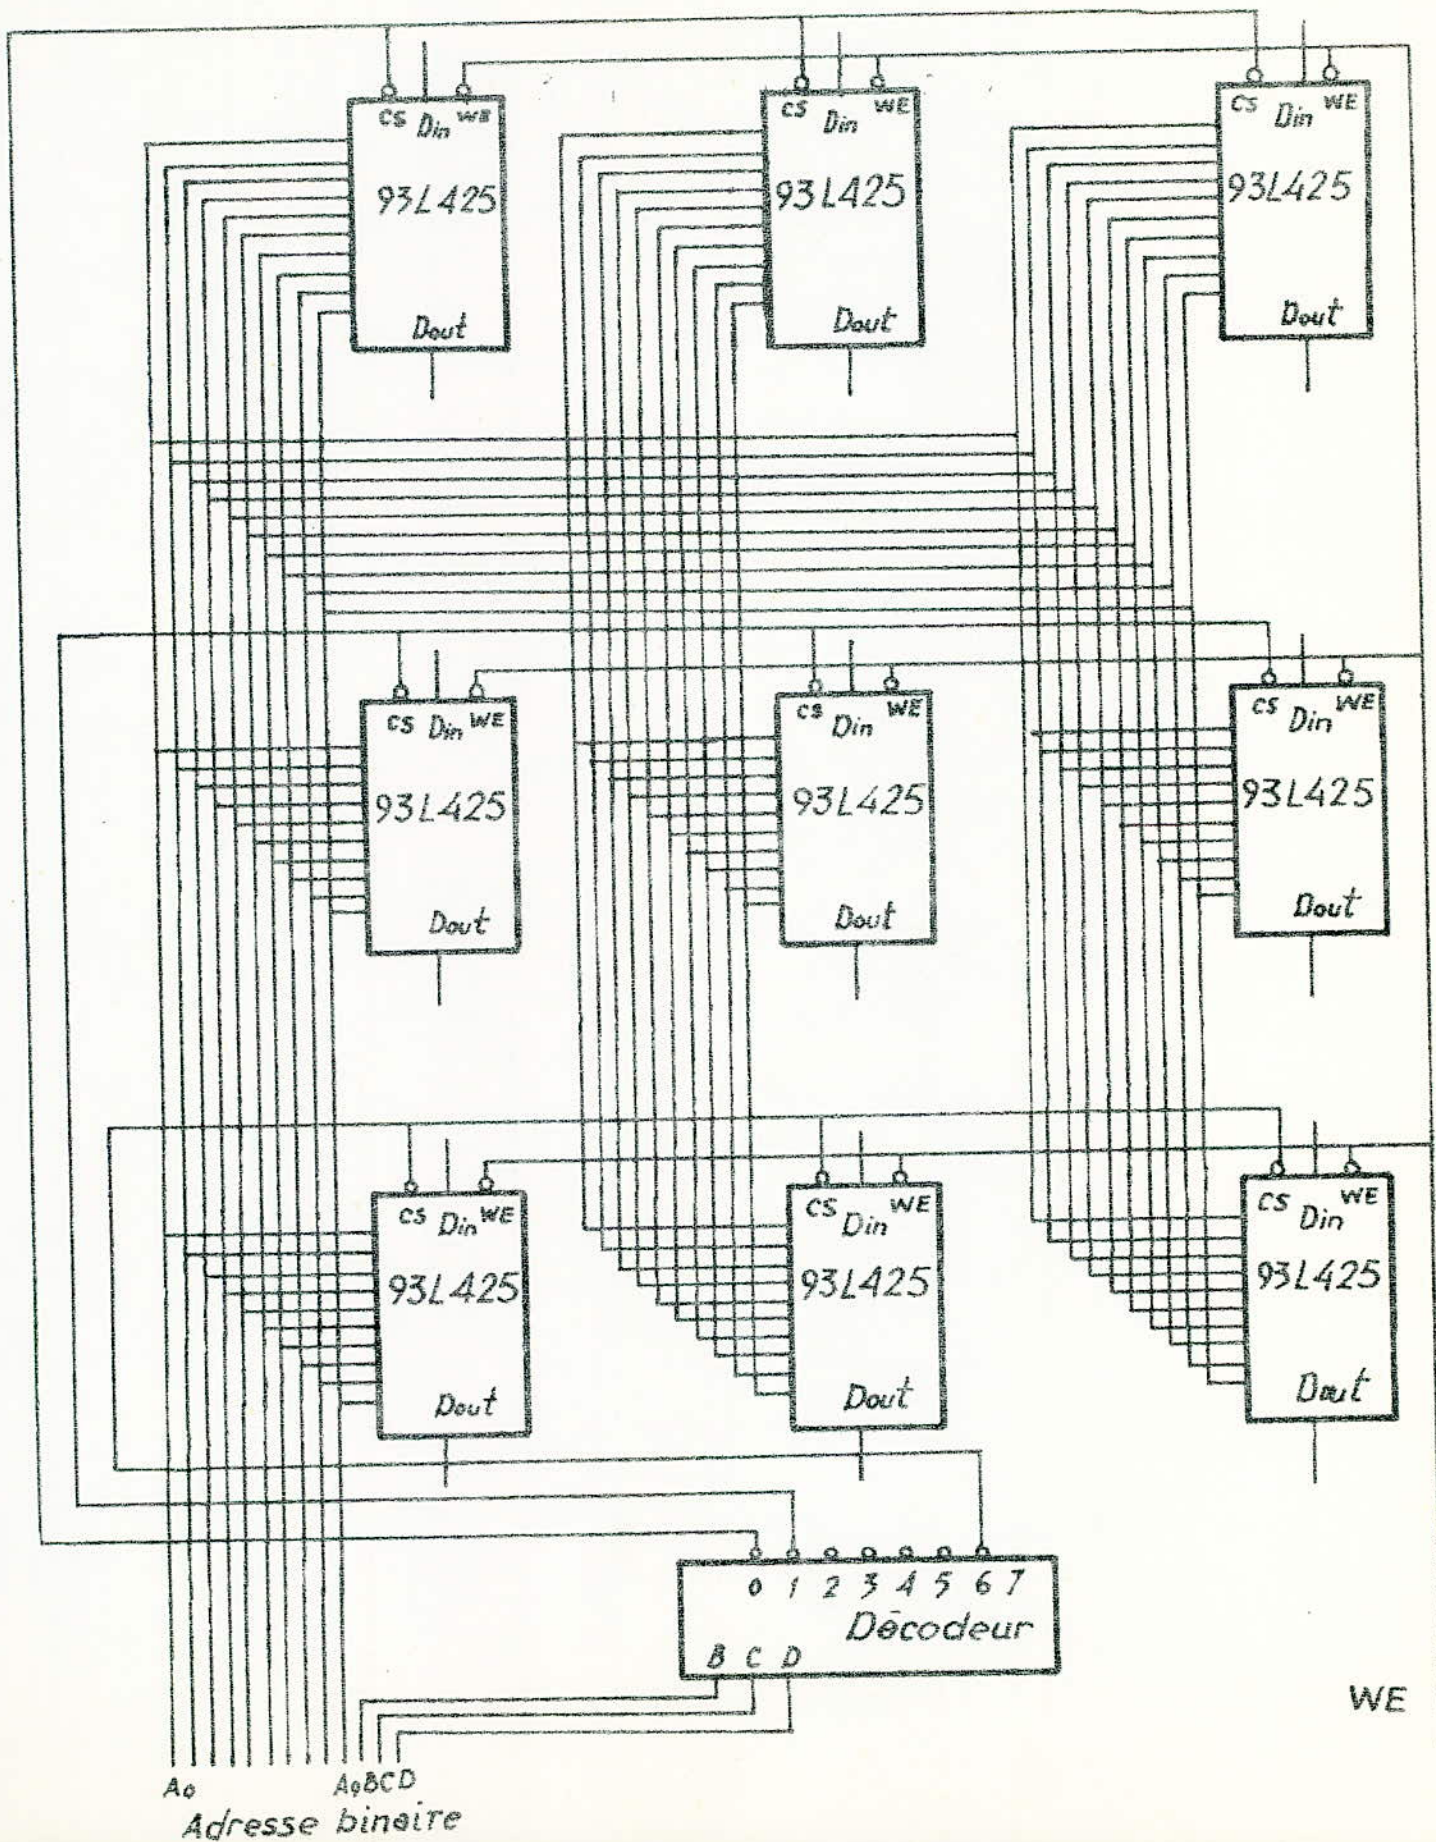 CS Din WE CS Din WE CS Din WE
93L425 93L425 93L425
Dout Dout Dout
CS Din WE CS Din WE CS Din WE
93L425 93L425 93L425
Dout Dout Dout
CS Din WE CS Din WE CS Din WE
93L425 93L425 93L425
Dout Dout Dout
0 1 2 3 4 5 6 7
Décodeur
B C D
WE
A0 A9 B C D
Adresse binaire